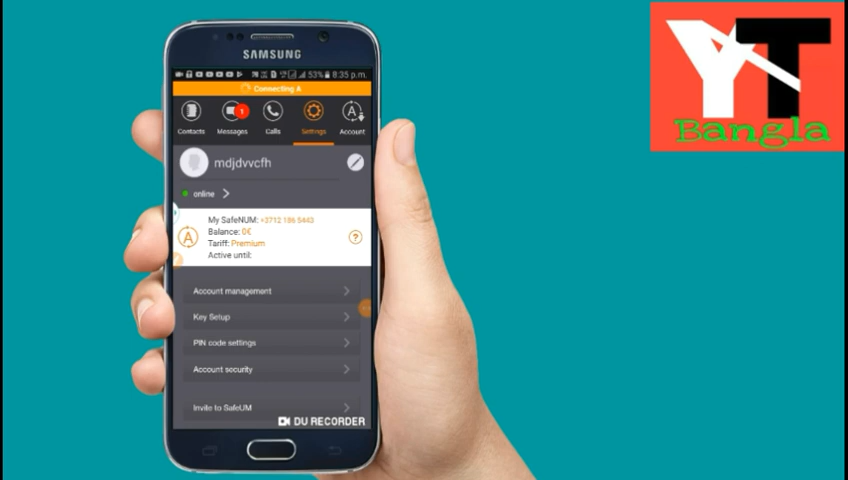 SAMSUNG
53% 8:35 p.m.
Connecting A
1
Contacts Messages Calls Settings Account
mdjdvvcfh
online
My SafeNUM: +3712 186 5443
Balance: 0€
Tariff: Premium
Active until:
Account management
Key Setup
PIN code settings
Account security
Invite to SafeUM
DU RECORDER
YT
Bangla